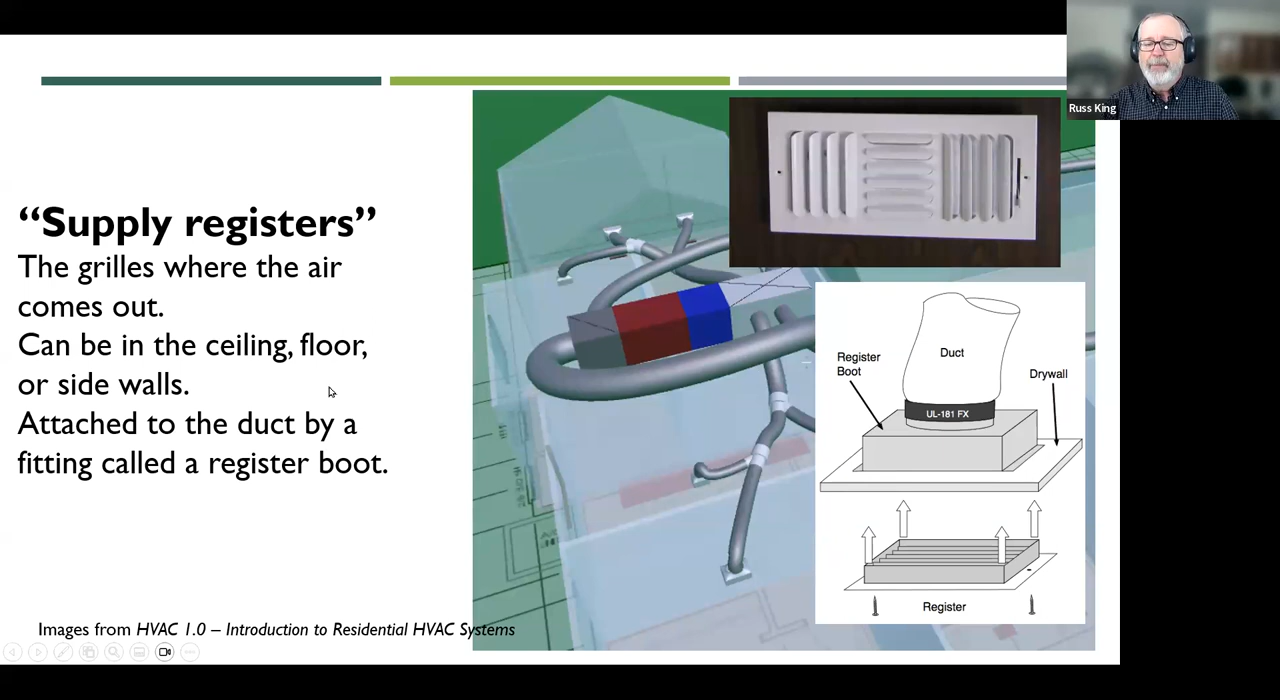 Russ King
“Supply registers”
The grilles where the air
comes out.
Can be in the ceiling, floor,
or side walls.
Attached to the duct by a
fitting called a register boot.
Register
Boot
Duct
Drywall
UL-181 FX
Register
Images from HVAC 1.0 – Introduction to Residential HVAC Systems